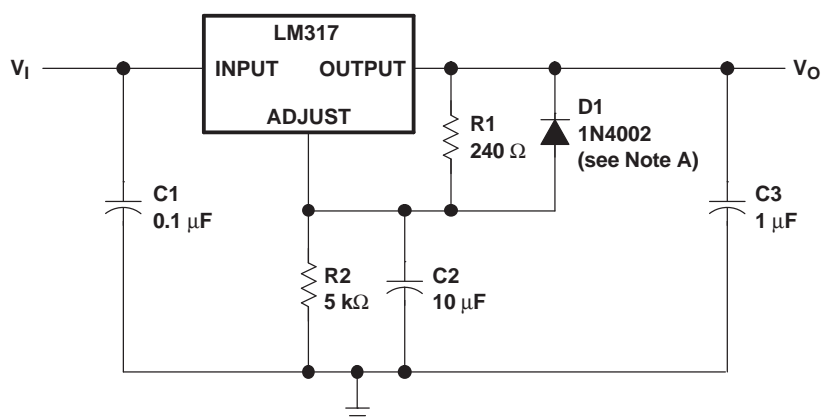 LM317
V_I
INPUT
OUTPUT
V_O
ADJUST
R1
240 Ω
D1
1N4002
(see Note A)
C1
0.1 μF
C3
1 μF
R2
5 kΩ
C2
10 μF